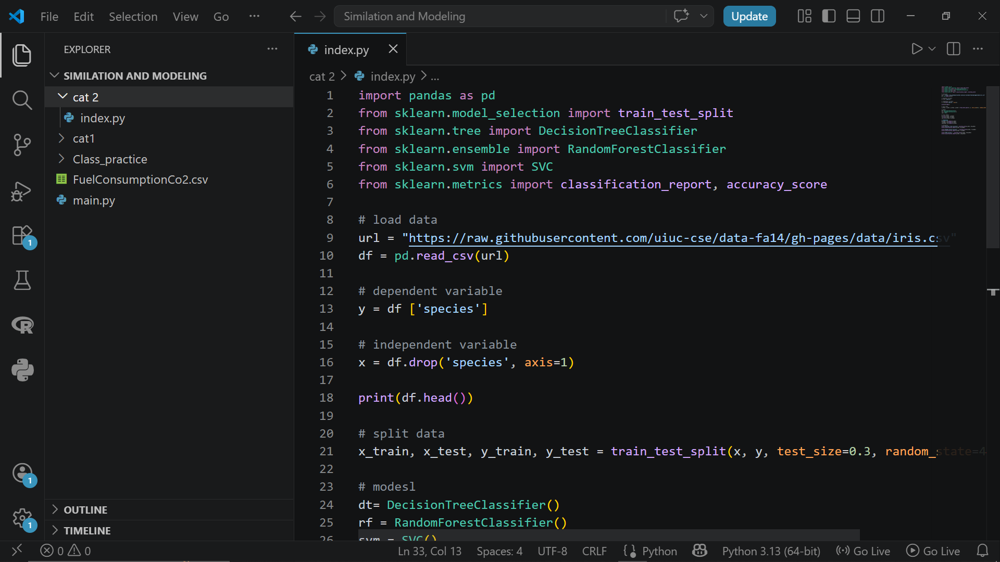 File Edit Selection View Go ... Similation and Modeling Update
EXPLORER ...
SIMILATION AND MODELING
cat 2
index.py
cat1
Class_practice
FuelConsumptionCo2.csv
main.py
1
1
1
OUTLINE
TIMELINE
index.py
cat 2 > index.py > ...
1 import pandas as pd
2 from sklearn.model_selection import train_test_split
3 from sklearn.tree import DecisionTreeClassifier
4 from sklearn.ensemble import RandomForestClassifier
5 from sklearn.svm import SVC
6 from sklearn.metrics import classification_report, accuracy_score
7
8 # load data
9 url = "https://raw.githubusercontent.com/uiuc-cse/data-fa14/gh-pages/data/iris.csv"
10 df = pd.read_csv(url)
11
12 # dependent variable
13 y = df ['species']
14
15 # independent variable
16 x = df.drop('species', axis=1)
17
18 print(df.head())
19
20 # split data
21 x_train, x_test, y_train, y_test = train_test_split(x, y, test_size=0.3, random_state=4
22
23 # modesl
24 dt= DecisionTreeClassifier()
25 rf = RandomForestClassifier()
26 svm = SVC()
0 0 Ln 33, Col 13 Spaces: 4 UTF-8 CRLF {} Python Python 3.13 (64-bit) Go Live Go Live